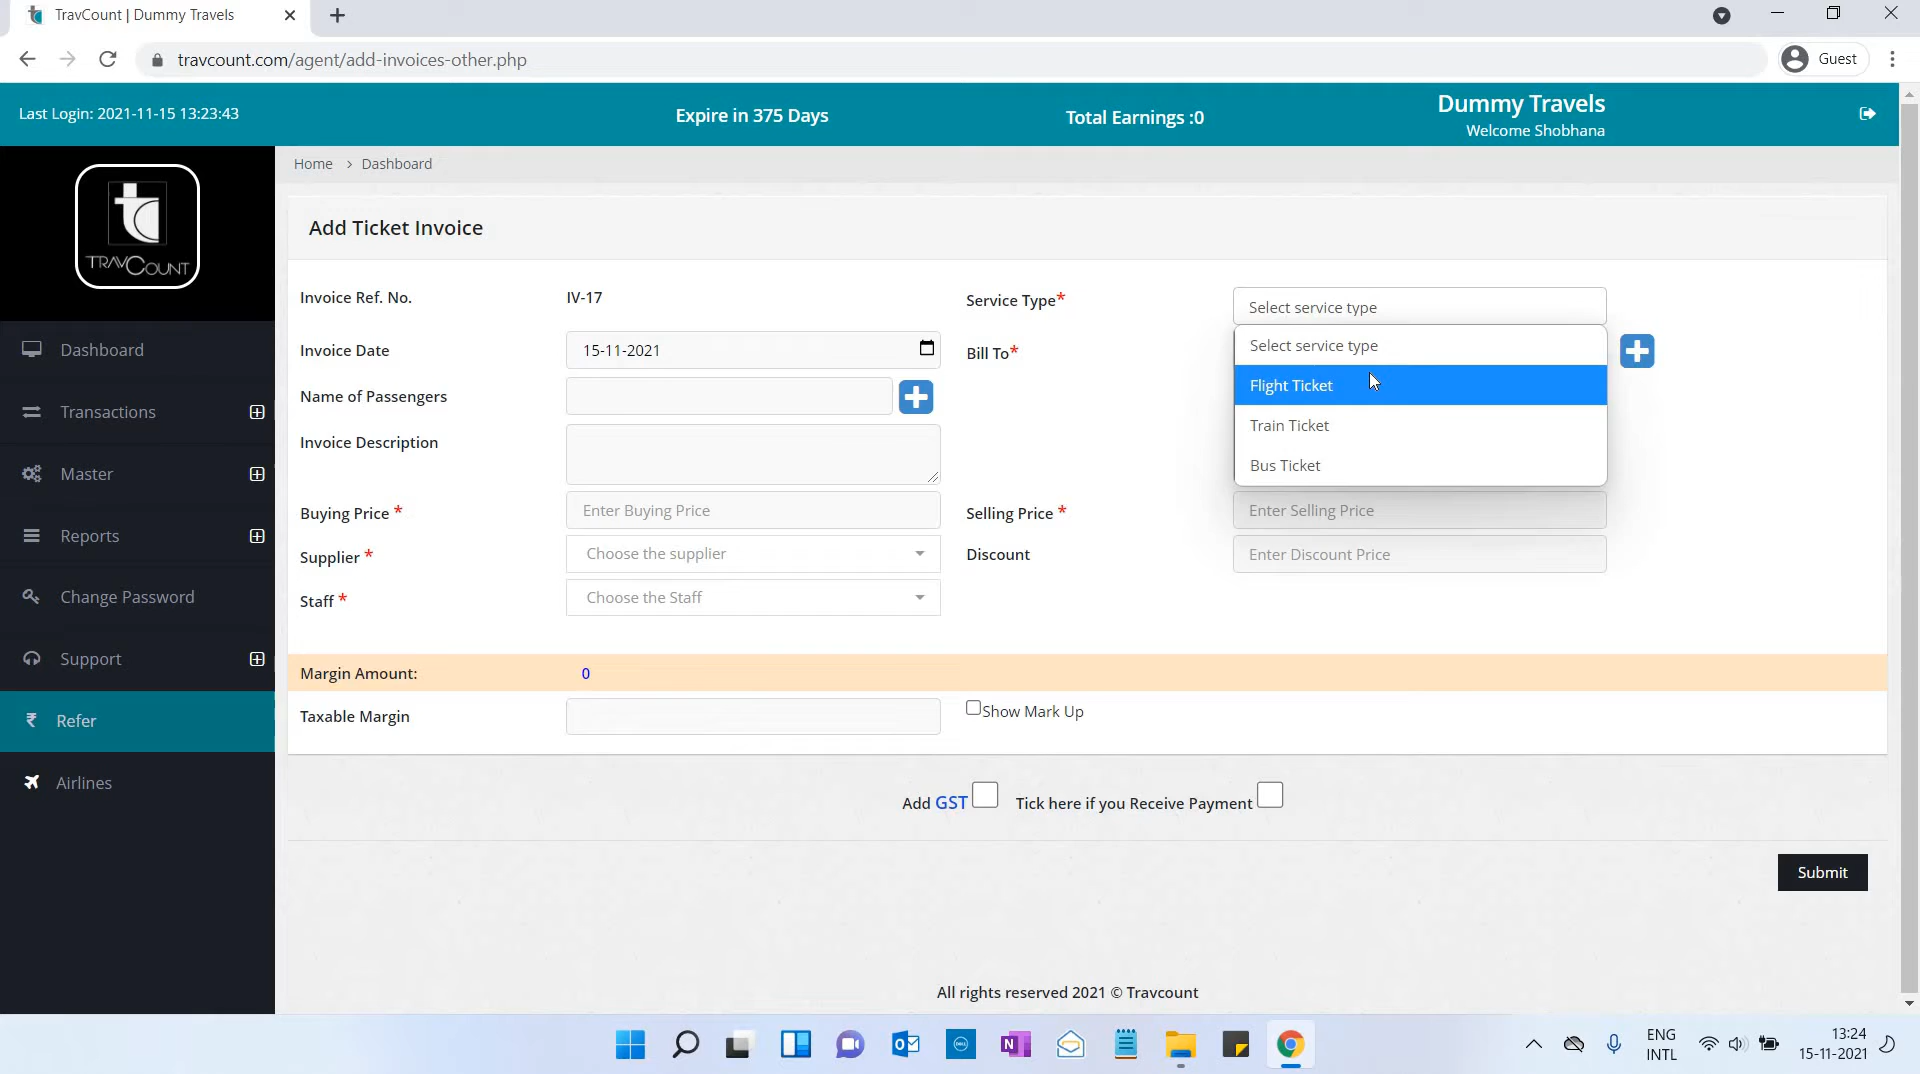 TravCount | Dummy Travels
travcount.com/agent/add-invoices-other.php
Guest
Last Login: 2021-11-15 13:23:43
Expire in 375 Days
Total Earnings :0
Dummy Travels
Welcome Shobhana
Home > Dashboard
tc
TRAVCOUNT
Dashboard
Transactions
Master
Reports
Change Password
Support
₹ Refer
Airlines
Add Ticket Invoice
Invoice Ref. No.
IV-17
Service Type*
Select service type
Select service type
Flight Ticket
Train Ticket
Bus Ticket
Invoice Date
15-11-2021
Bill To*
Name of Passengers
Invoice Description
Buying Price *
Enter Buying Price
Selling Price *
Enter Selling Price
Supplier *
Choose the supplier
Discount
Enter Discount Price
Staff *
Choose the Staff
Margin Amount:
0
Taxable Margin
Show Mark Up
Add GST
Tick here if you Receive Payment
Submit
All rights reserved 2021 © Travcount
ENG
INTL
13:24
15-11-2021